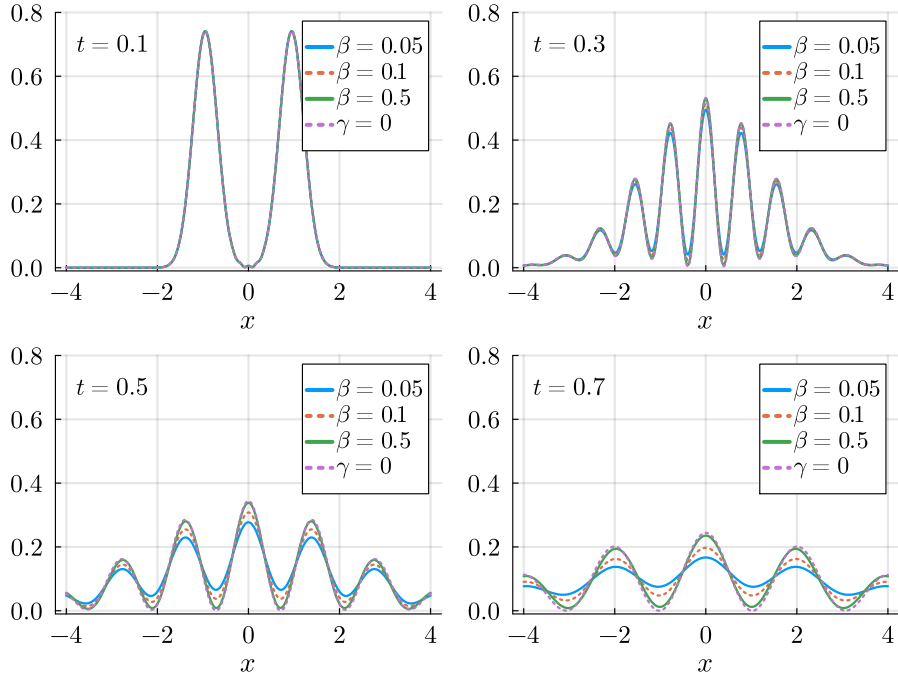 0.8
0.6
0.4
0.2
0.0
t = 0.1
β = 0.05
β = 0.1
β = 0.5
γ = 0
−4 −2 0 2 4
x
0.8
0.6
0.4
0.2
0.0
t = 0.3
β = 0.05
β = 0.1
β = 0.5
γ = 0
−4 −2 0 2 4
x
0.8
0.6
0.4
0.2
0.0
t = 0.5
β = 0.05
β = 0.1
β = 0.5
γ = 0
−4 −2 0 2 4
x
0.8
0.6
0.4
0.2
0.0
t = 0.7
β = 0.05
β = 0.1
β = 0.5
γ = 0
−4 −2 0 2 4
x